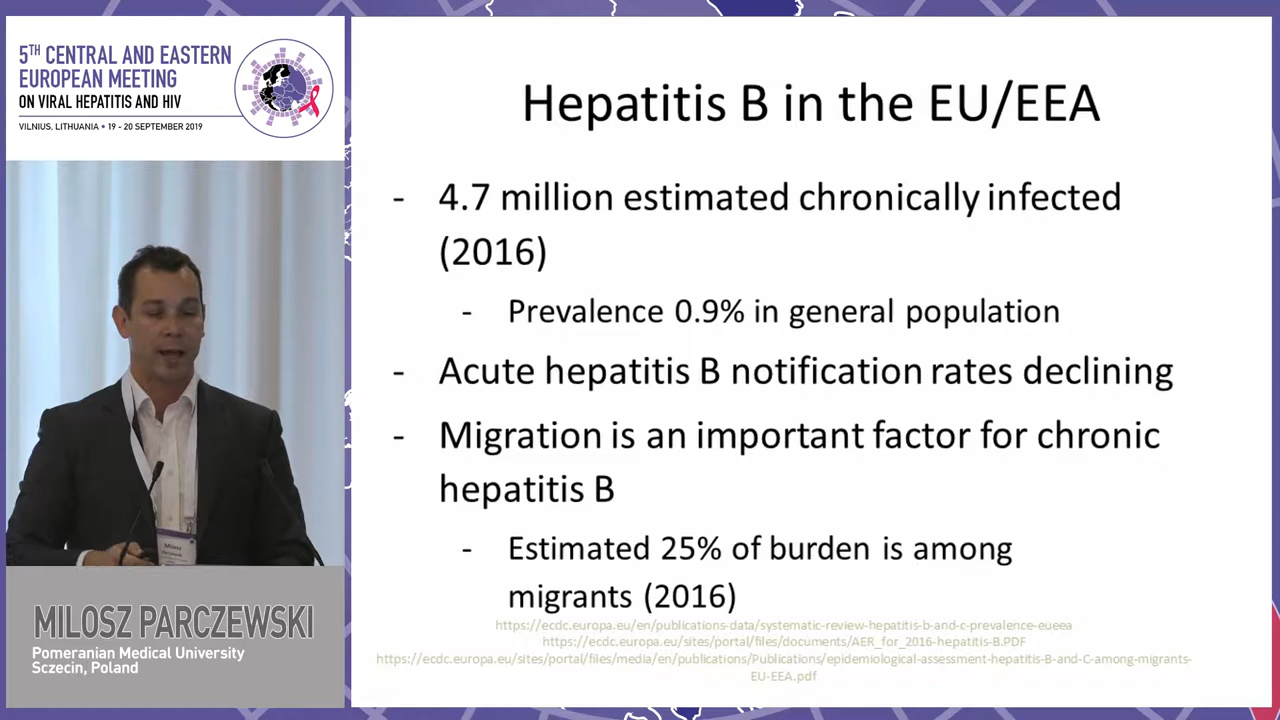 5TH CENTRAL AND EASTERN
EUROPEAN MEETING
ON VIRAL HEPATITIS AND HIV
VILNIUS, LITHUANIA • 19 - 20 SEPTEMBER 2019
Milosz
MILOSZ PARCZEWSKI
Pomeranian Medical University
Sczecin, Poland
Hepatitis B in the EU/EEA
- 4.7 million estimated chronically infected
(2016)
- Prevalence 0.9% in general population
- Acute hepatitis B notification rates declining
- Migration is an important factor for chronic
hepatitis B
- Estimated 25% of burden is among
migrants (2016)
https://ecdc.europa.eu/en/publications-data/systematic-review-hepatitis-b-and-c-prevalence-eueea
https://ecdc.europa.eu/sites/portal/files/documents/AER_for_2016-hepatitis-B.PDF
https://ecdc.europa.eu/sites/portal/files/media/en/publications/Publications/epidemiological-assessment-hepatitis-B-and-C-among-migrants-
EU-EEA.pdf